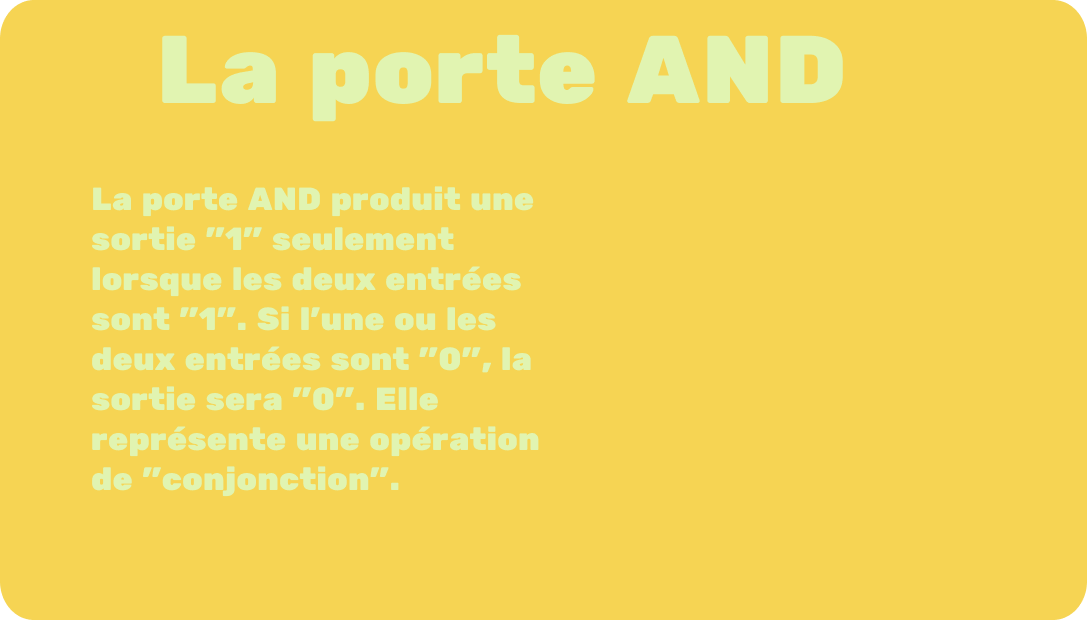 La porte AND
La porte AND produit une
sortie "1" seulement
lorsque les deux entrées
sont "1". Si l'une ou les
deux entrées sont "0", la
sortie sera "0". Elle
représente une opération
de "conjonction".